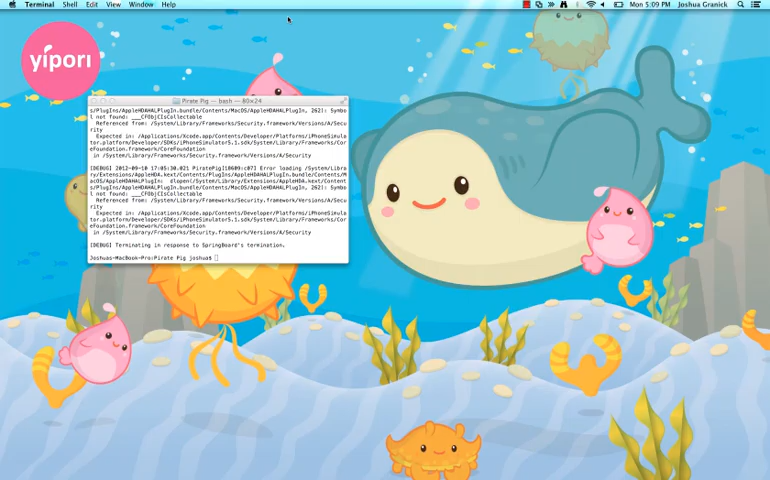 Terminal Shell Edit View Window Help Mon 5:09 PM Joshua Granick
yipori
Pirate Pig — bash — 80×24
s/PlugIns/AppleHDAHALPlugIn.bundle/Contents/MacOS/AppleHDAHALPlugIn, 262): Symbo
l not found: ___CFObjCIsCollectable
Referenced from: /System/Library/Frameworks/Security.framework/Versions/A/Secu
rity
Expected in: /Applications/Xcode.app/Contents/Developer/Platforms/iPhoneSimula
tor.platform/Developer/SDKs/iPhoneSimulator5.1.sdk/System/Library/Frameworks/Cor
eFoundation.framework/CoreFoundation
in /System/Library/Frameworks/Security.framework/Versions/A/Security
[DEBUG] 2012-09-10 17:05:30.021 PiratePig[8609:c07] Error loading /System/Libra
ry/Extensions/AppleHDA.kext/Contents/PlugIns/AppleHDAHALPlugIn.bundle/Contents/M
acOS/AppleHDAHALPlugIn: dlopen(/System/Library/Extensions/AppleHDA.kext/Content
s/PlugIns/AppleHDAHALPlugIn.bundle/Contents/MacOS/AppleHDAHALPlugIn, 262): Symbo
l not found: ___CFObjCIsCollectable
Referenced from: /System/Library/Frameworks/Security.framework/Versions/A/Secu
rity
Expected in: /Applications/Xcode.app/Contents/Developer/Platforms/iPhoneSimula
tor.platform/Developer/SDKs/iPhoneSimulator5.1.sdk/System/Library/Frameworks/Cor
eFoundation.framework/CoreFoundation
in /System/Library/Frameworks/Security.framework/Versions/A/Security
[DEBUG] Terminating in response to SpringBoard's termination.
Joshuas-MacBook-Pro:Pirate Pig joshua$